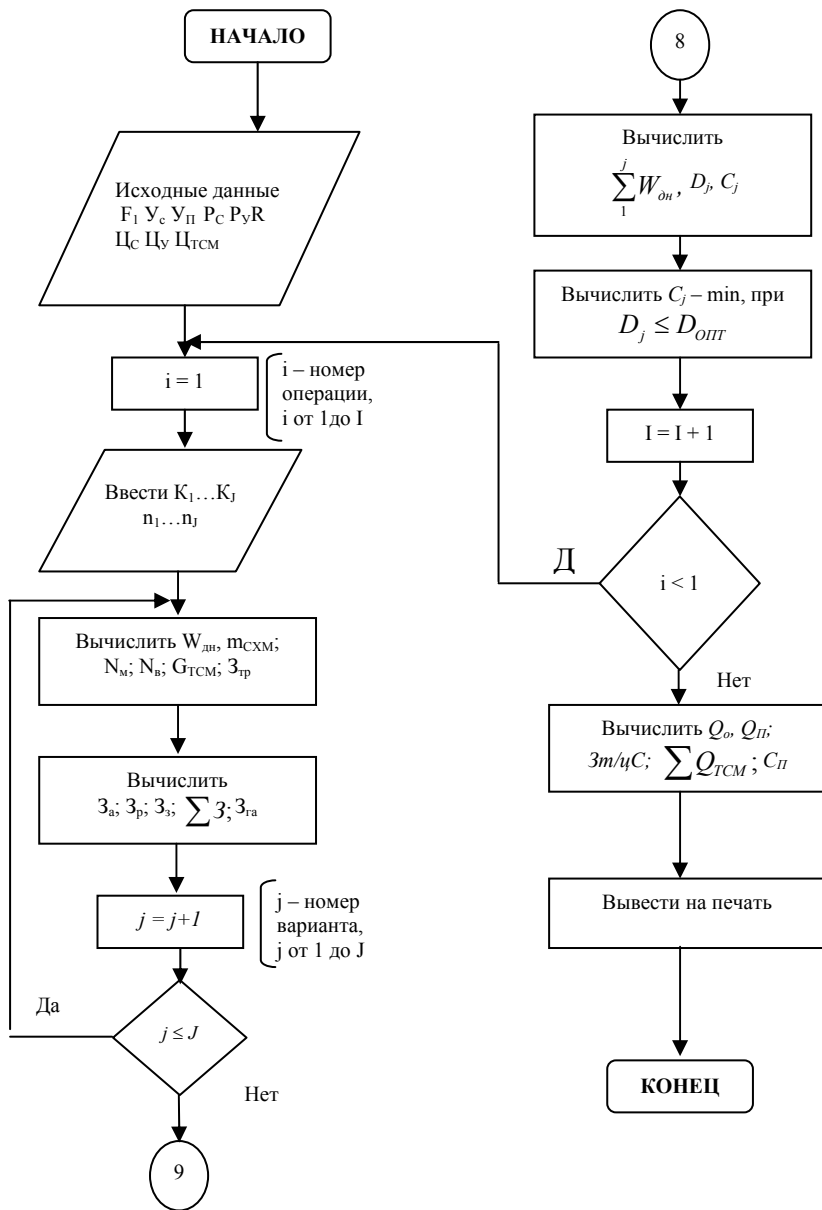 НАЧАЛО
Исходные данные
F₁ У_с У_П Р_С Р_У R
Ц_С Ц_У Ц_ТСМ
i = 1
i – номер
операции,
i от 1до I
Ввести К₁…К_J
n₁…n_J
Вычислить W_дн, m_СХМ;
N_м; N_в; G_ТСМ; З_тр
Вычислить
З_а; З_р; З_з; ∑З; З_га
j = j+1
j – номер
варианта,
j от 1 до J
Да
j ≤ J
Нет
9
8
Вычислить
∑₁ʲ W_дн, D_j, C_j
Вычислить C_j – min, при
D_j ≤ D_ОПТ
I = I + 1
Д
i < 1
Нет
Вычислить Q_o, Q_П;
Зт/цС; ∑Q_ТСМ; C_П
Вывести на печать
КОНЕЦ